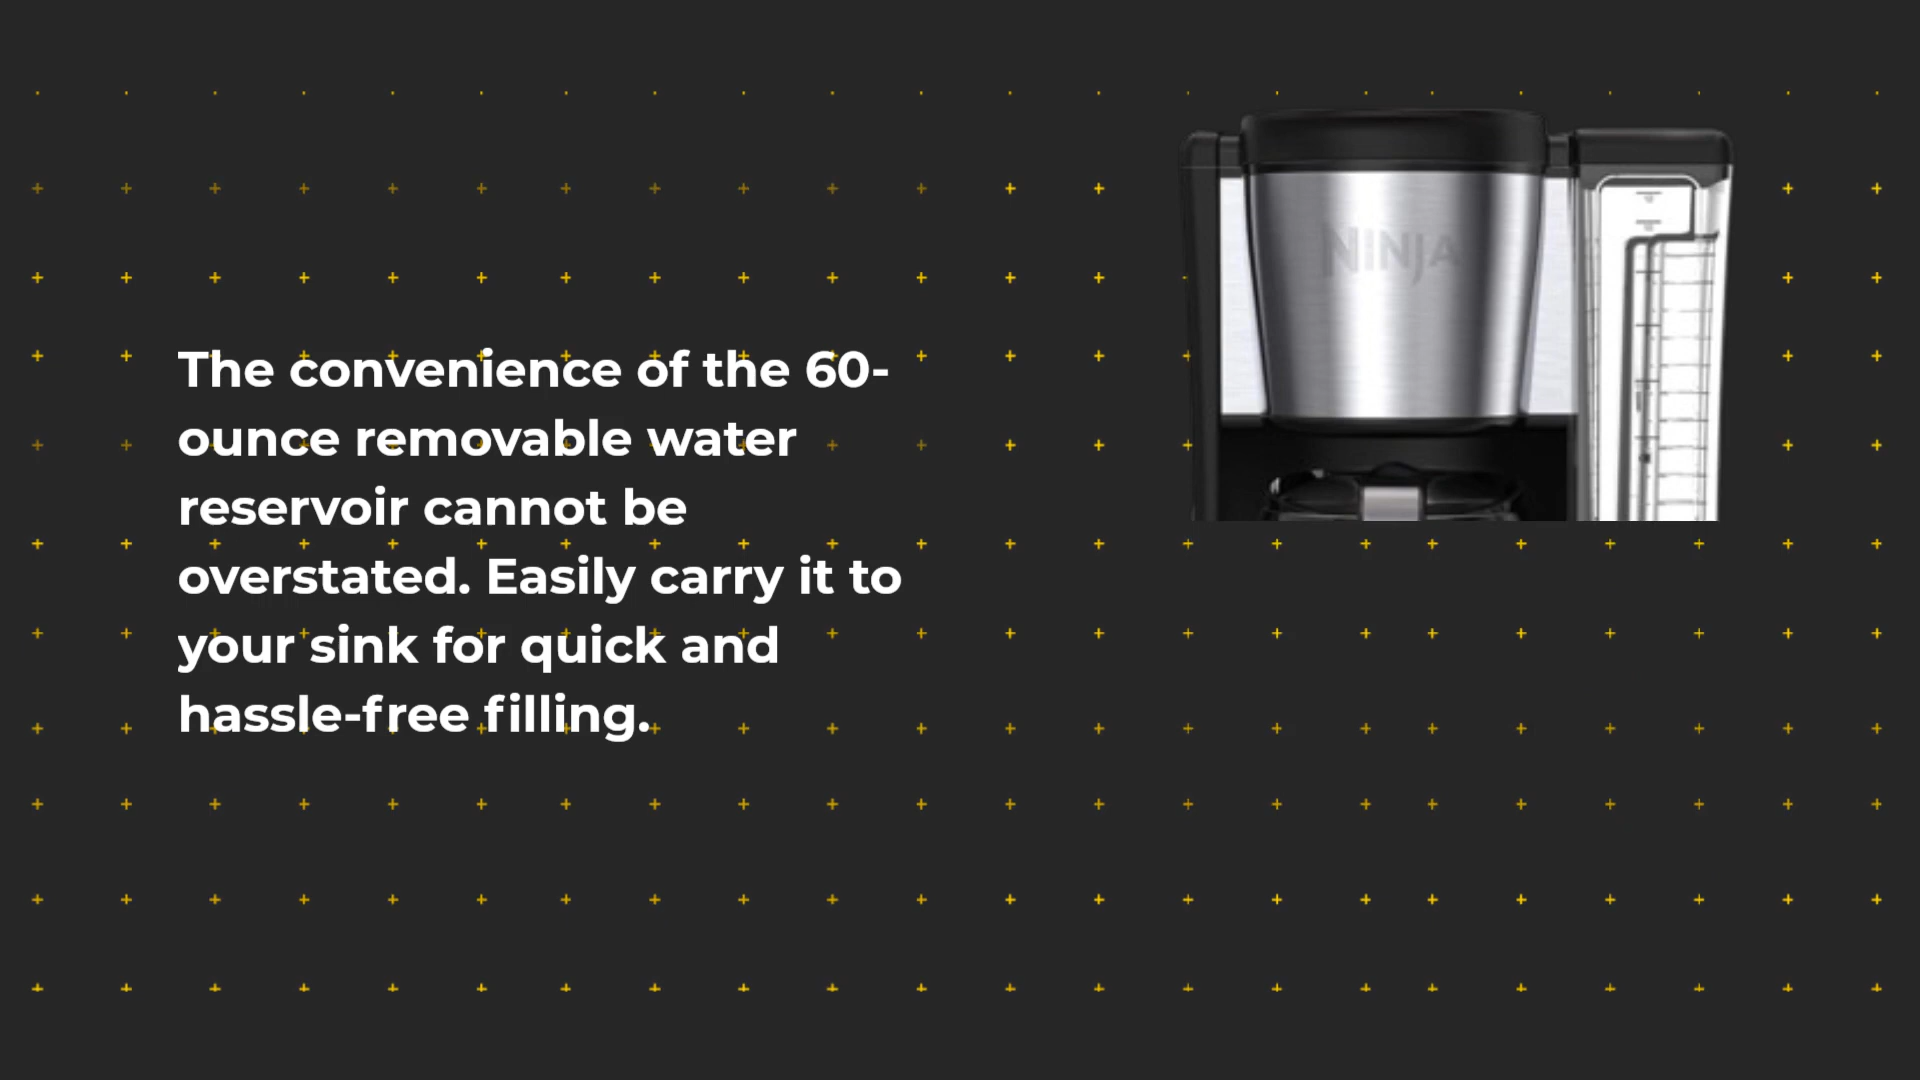 NINJA
The convenience of the 60-
ounce removable water
reservoir cannot be
overstated. Easily carry it to
your sink for quick and
hassle-free filling.